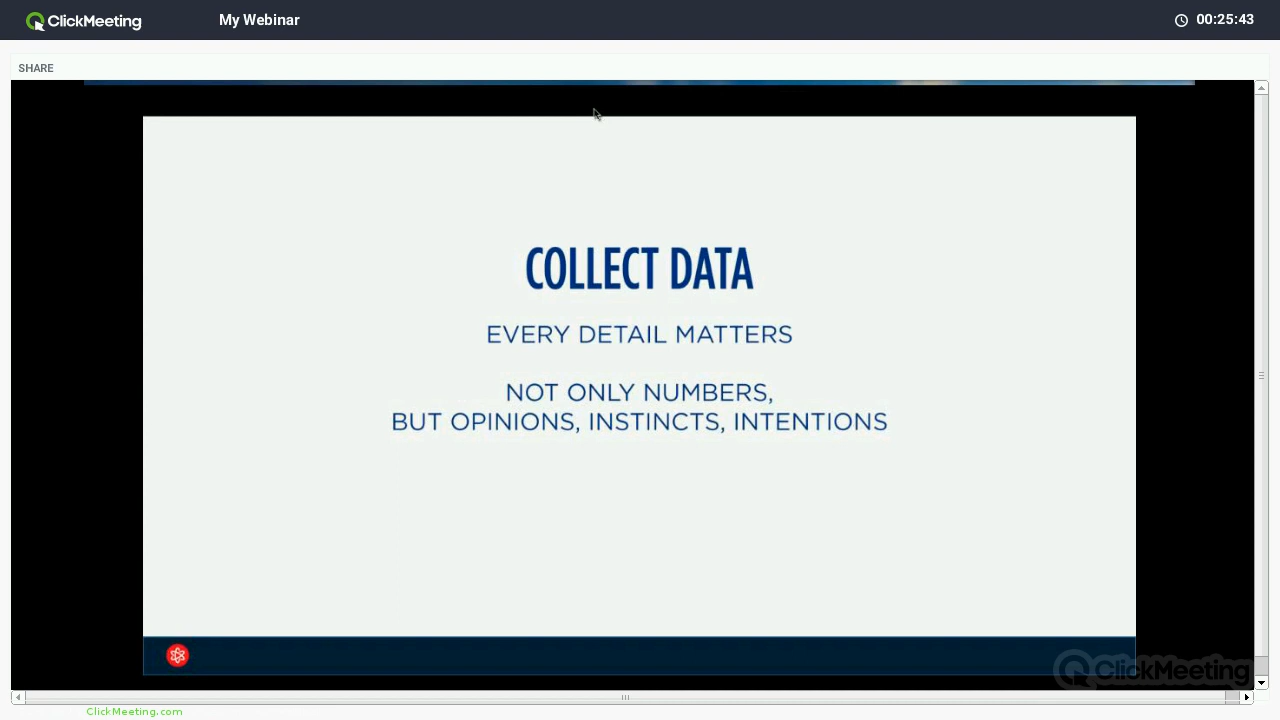 ClickMeeting
My Webinar
00:25:43
SHARE
COLLECT DATA
EVERY DETAIL MATTERS
NOT ONLY NUMBERS,
BUT OPINIONS, INSTINCTS, INTENTIONS
ClickMeeting
ClickMeeting.com